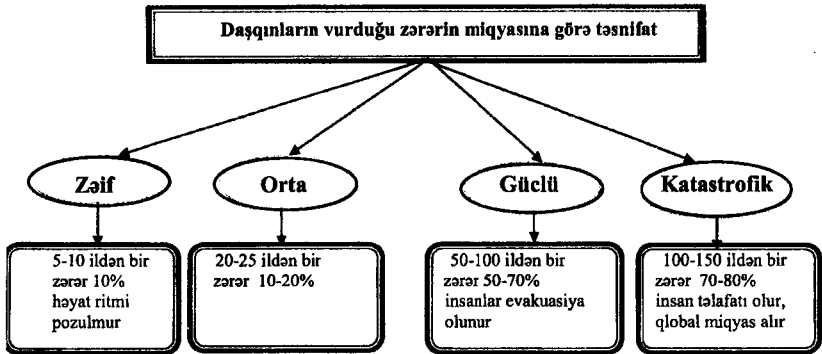 Daşqınların vurduğu zərərin miqyasına görə təsnifat
Zəif
Orta
Güclü
Katastrofik
5-10 ildən bir
zərər 10%
həyat ritmi
pozulmur
20-25 ildən bir
zərər 10-20%
50-100 ildən bir
zərər 50-70%
insanlar evakuasiya
olunur
100-150 ildən bir
zərər 70-80%
insan təlafatı olur,
qlobal miqyas alır